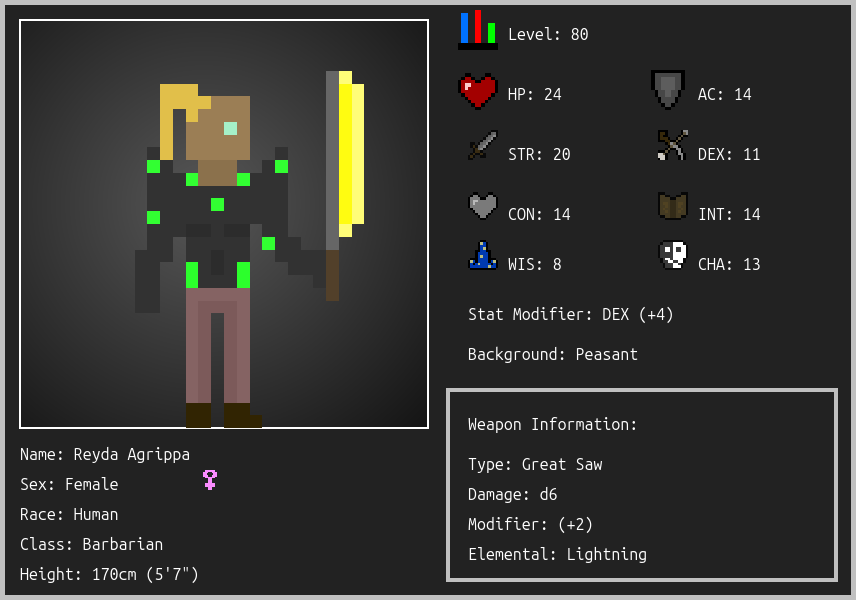 Level: 80
HP: 24
AC: 14
STR: 20
DEX: 11
CON: 14
INT: 14
WIS: 8
CHA: 13
Stat Modifier: DEX (+4)
Background: Peasant
Weapon Information:
Type: Great Saw
Damage: d6
Modifier: (+2)
Elemental: Lightning
Name: Reyda Agrippa
Sex: Female
Race: Human
Class: Barbarian
Height: 170cm (5'7")